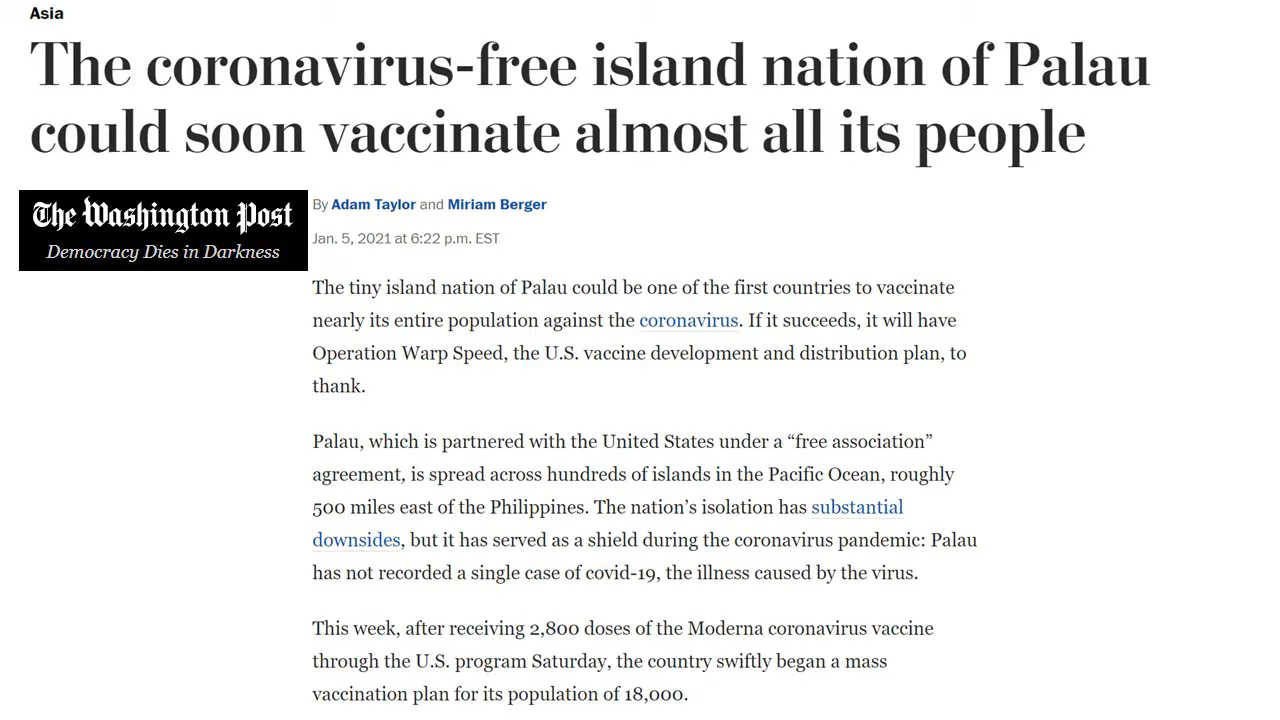 Asia
The coronavirus-free island nation of Palau
could soon vaccinate almost all its people
The Washington Post
Democracy Dies in Darkness
By Adam Taylor and Miriam Berger
Jan. 5, 2021 at 6:22 p.m. EST
The tiny island nation of Palau could be one of the first countries to vaccinate
nearly its entire population against the coronavirus. If it succeeds, it will have
Operation Warp Speed, the U.S. vaccine development and distribution plan, to
thank.
Palau, which is partnered with the United States under a “free association”
agreement, is spread across hundreds of islands in the Pacific Ocean, roughly
500 miles east of the Philippines. The nation’s isolation has substantial
downsides, but it has served as a shield during the coronavirus pandemic: Palau
has not recorded a single case of covid-19, the illness caused by the virus.
This week, after receiving 2,800 doses of the Moderna coronavirus vaccine
through the U.S. program Saturday, the country swiftly began a mass
vaccination plan for its population of 18,000.